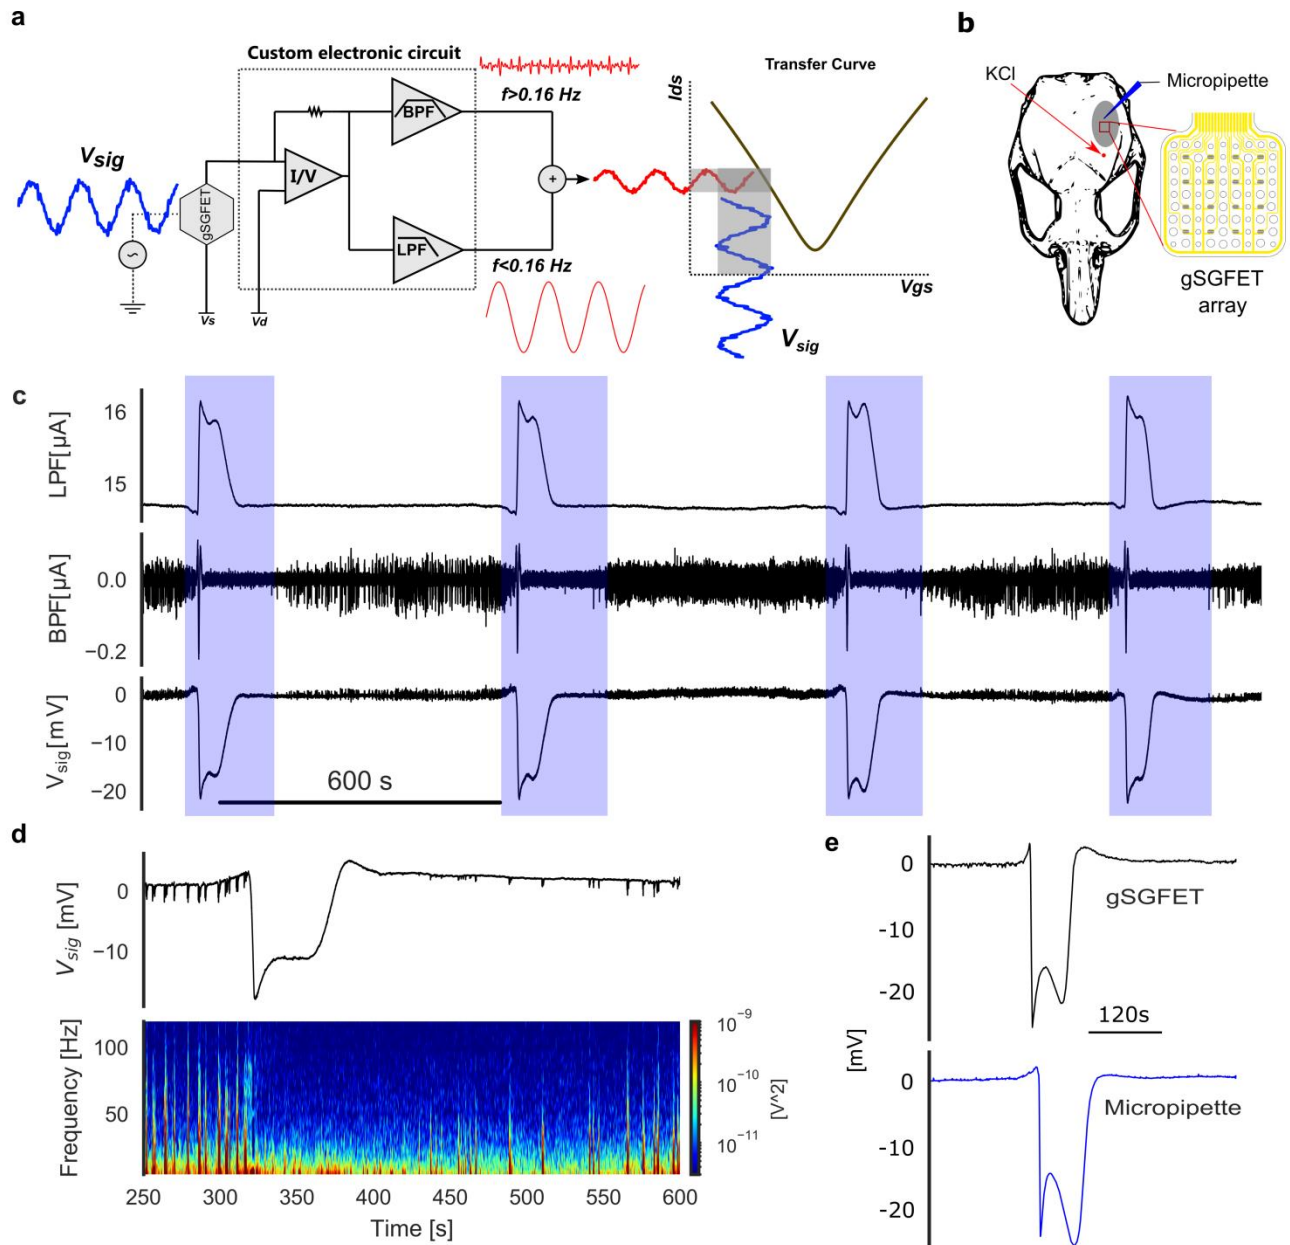 a
Custom electronic circuit
f>0.16 Hz
BPF
Vsig
gSGFET
I/V
+
LPF
f<0.16 Hz
Vs
Vd
Transfer Curve
Ids
Vgs
Vsig
b
KCl
Micropipette
gSGFET
array
c
LPF[µA]
16
15
BPF[µA]
0.0
−0.2
Vsig[mV]
0
−10
−20
600 s
d
Vsig [mV]
0
−10
Frequency [Hz]
100
50
10⁻⁹
10⁻¹⁰
10⁻¹¹
[V^2]
250 300 350 400 450 500 550 600
Time [s]
e
0
-10
-20
gSGFET
120s
[mV]
0
-10
-20
Micropipette